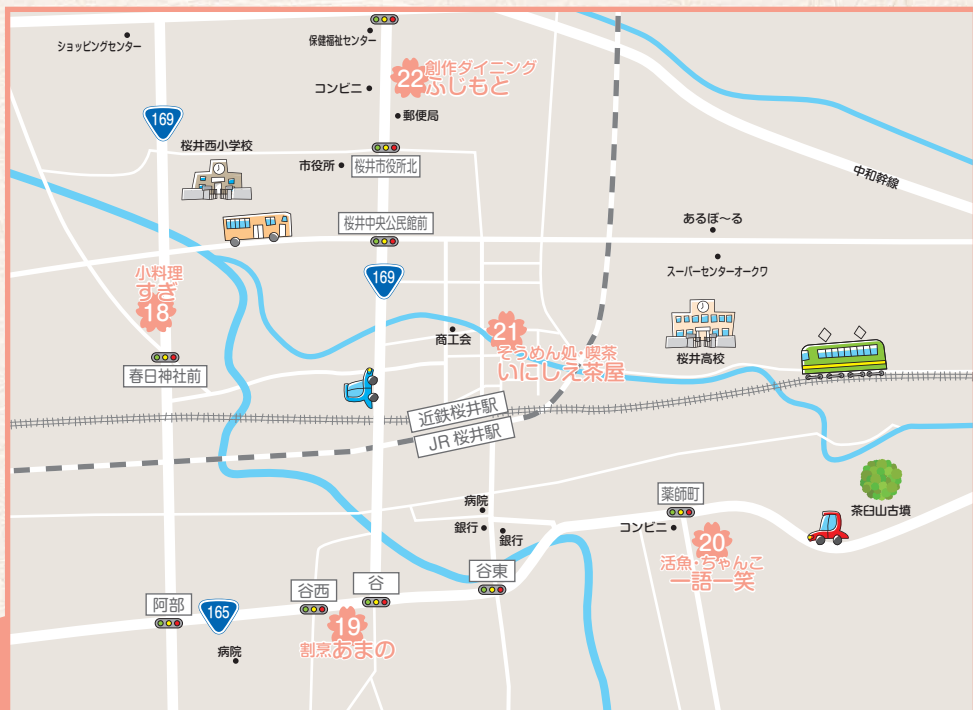 ショッピングセンター
保健福祉センター
コンビニ
22
創作ダイニング
ふじもと
郵便局
169
桜井西小学校
市役所
桜井市役所北
中和幹線
桜井中央公民館前
あるぼ〜る
スーパーセンターオークワ
169
小料理
すぎ
18
春日神社前
商工会
21
そうめん処・喫茶
いにしえ茶屋
桜井高校
近鉄桜井駅
JR 桜井駅
茶臼山古墳
病院
銀行
銀行
薬師町
コンビニ
20
活魚・ちゃんこ
一語一笑
阿部
165
谷西
谷
谷東
19
割烹あまの
病院